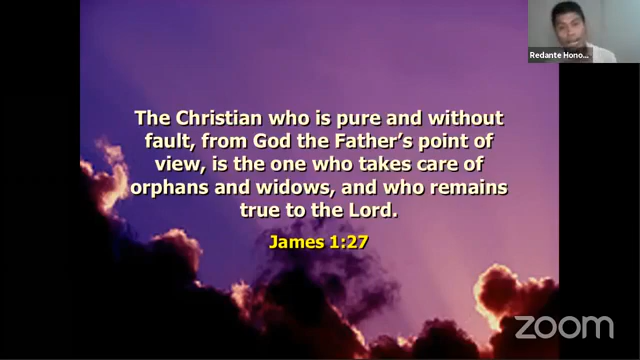 Redante Hono...
The Christian who is pure and without
fault, from God the Father's point of
view, is the one who takes care of
orphans and widows, and who remains
true to the Lord.
James 1:27
zoom